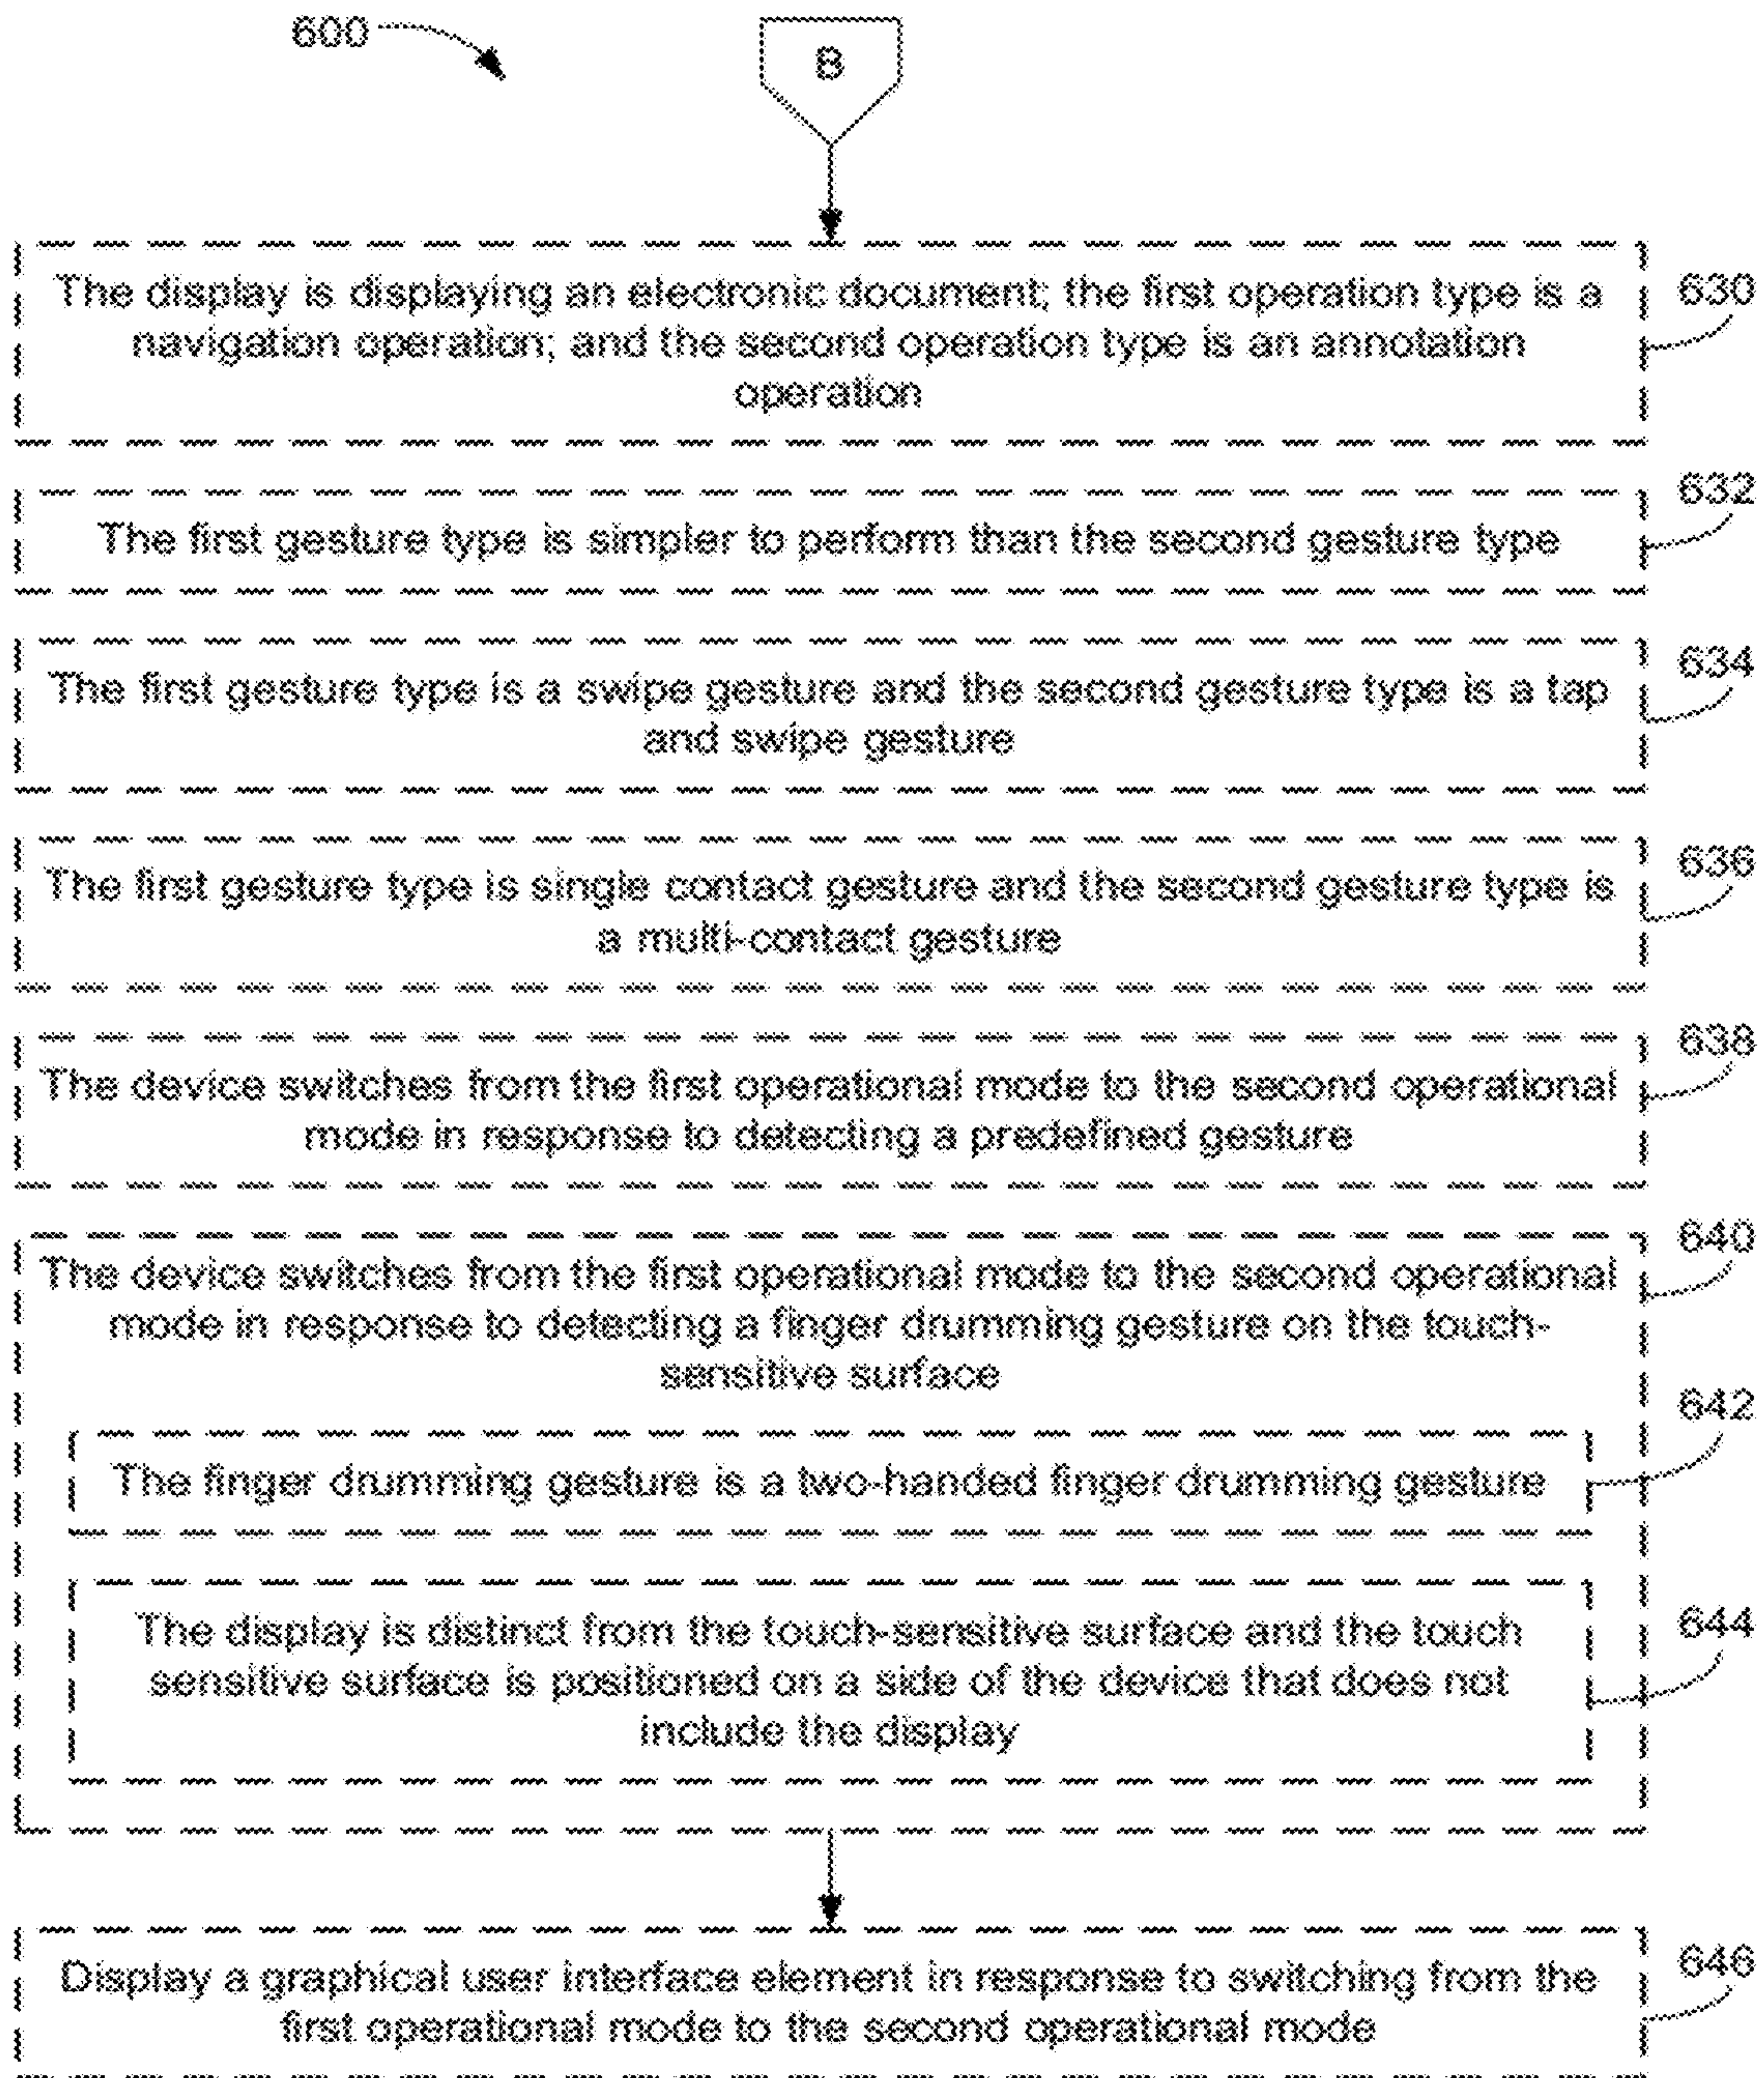 600
B
The display is displaying an electronic document; the first operation type is a
navigation operation; and the second operation type is an annotation
operation
630
The first gesture type is simpler to perform than the second gesture type
632
The first gesture type is a swipe gesture and the second gesture type is a tap
and swipe gesture
634
The first gesture type is single contact gesture and the second gesture type is
a multi-contact gesture
636
The device switches from the first operational mode to the second operational
mode in response to detecting a predefined gesture
638
The device switches from the first operational mode to the second operational
mode in response to detecting a finger drumming gesture on the touch-
sensitive surface
640
The finger drumming gesture is a two-handed finger drumming gesture
642
The display is distinct from the touch-sensitive surface and the touch
sensitive surface is positioned on a side of the device that does not
include the display
644
Display a graphical user interface element in response to switching from the
first operational mode to the second operational mode
646